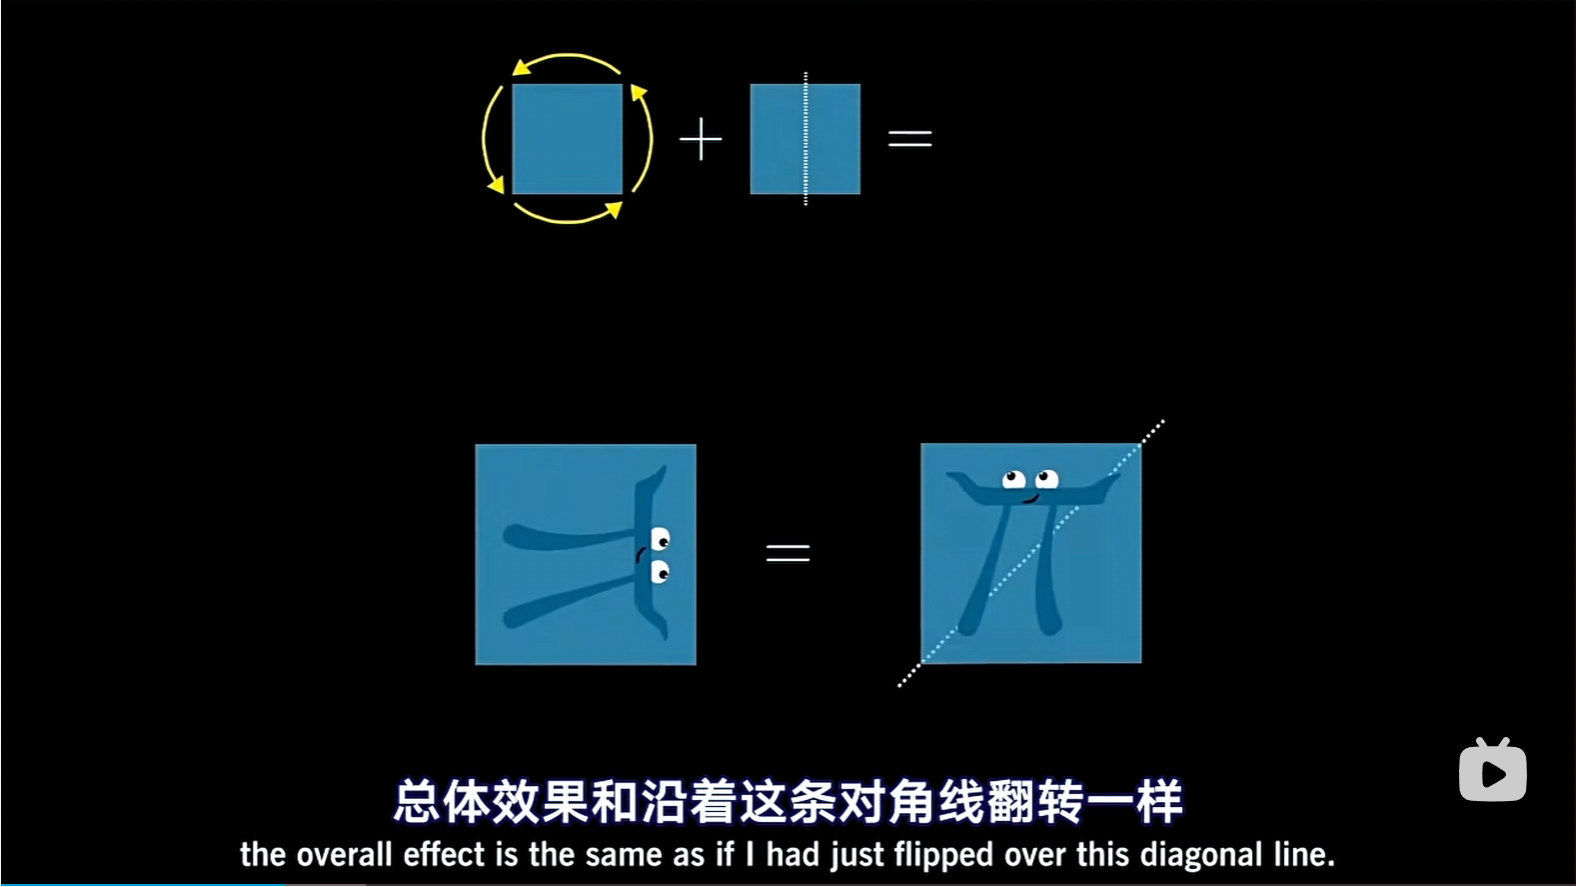 + =
=
总体效果和沿着这条对角线翻转一样
the overall effect is the same as if I had just flipped over this diagonal line.